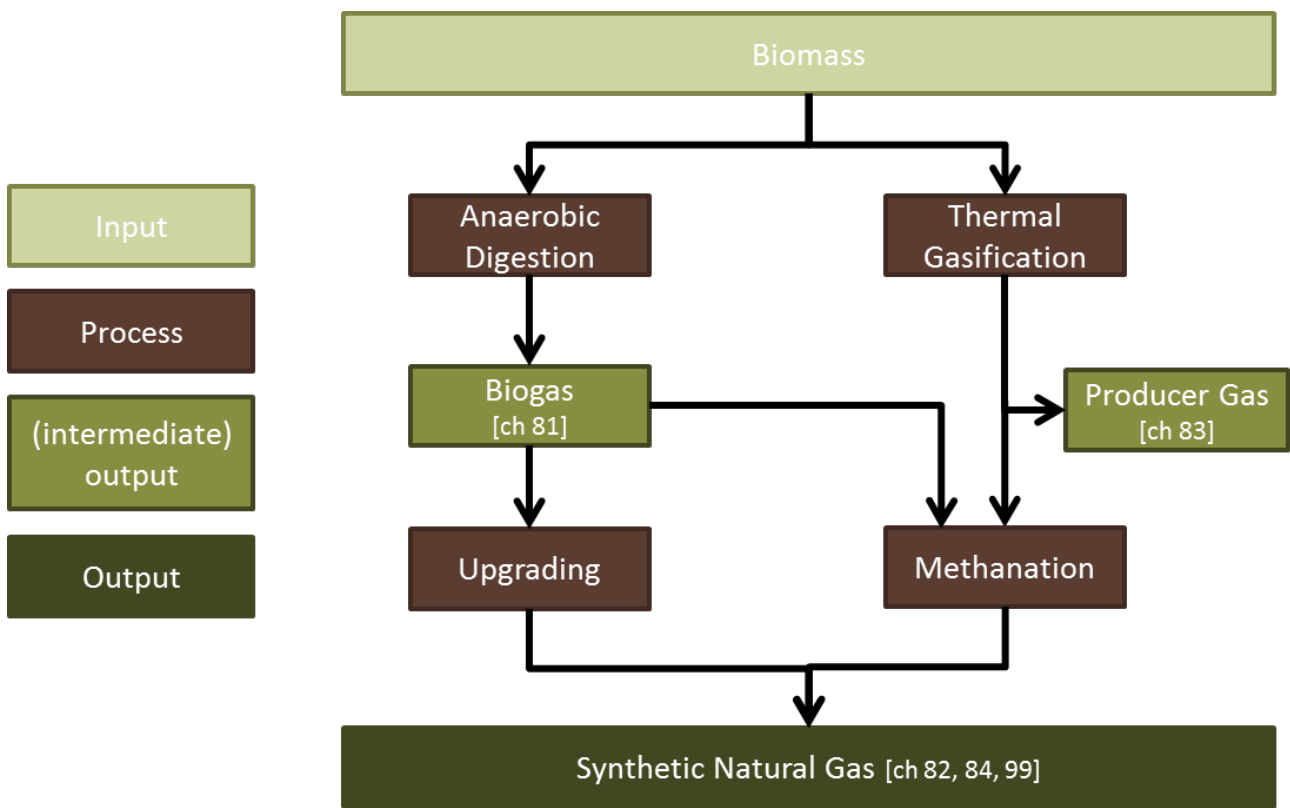 Biomass
Input
Process
(intermediate)
output
Output
Anaerobic
Digestion
Thermal
Gasification
Biogas
[ch 81]
Producer Gas
[ch 83]
Upgrading
Methanation
Synthetic Natural Gas [ch 82, 84, 99]